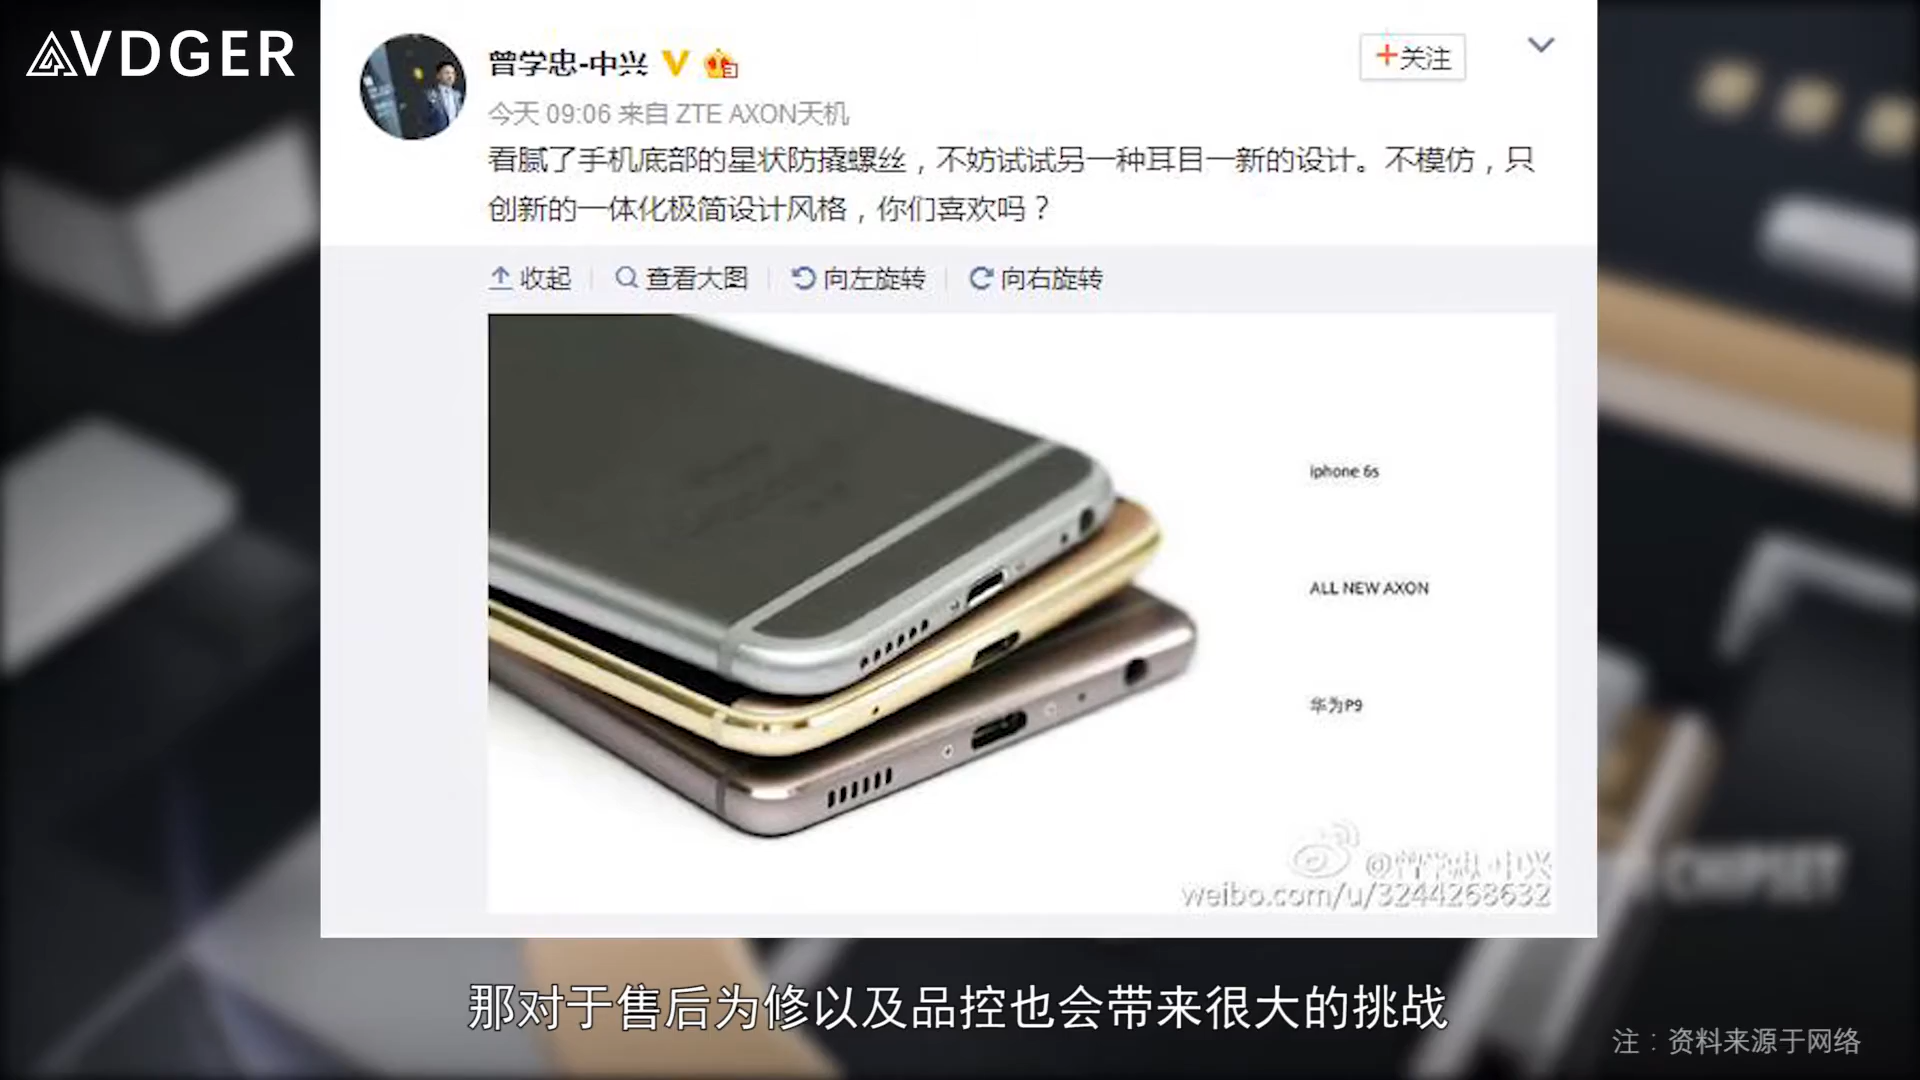 AVDGER
曾学忠-中兴
+关注
今天 09:06 来自 ZTE AXON天机
看腻了手机底部的星状防撬螺丝，不妨试试另一种耳目一新的设计。不模仿，只
创新的一体化极简设计风格，你们喜欢吗？
收起 查看大图 向左旋转 向右旋转
iphone 6s
ALL NEW AXON
华为P9
@曾学忠-中兴
weibo.com/u/3244268632
CHIPSET
那对于售后为修以及品控也会带来很大的挑战
注：资料来源于网络